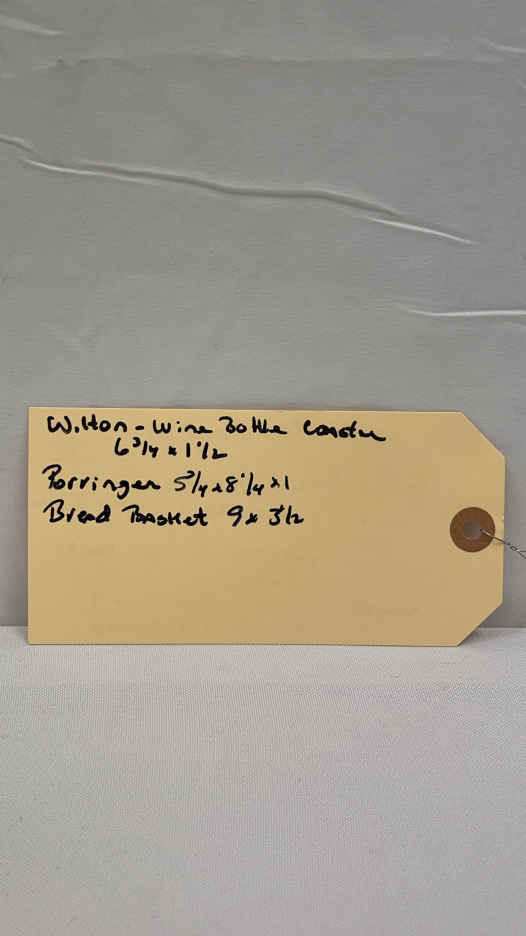 Wilton - Wine Bottle Coaster
6 3/4 x 1 1/2
Porringer 5 3/4 x 8 1/4 x 1
Bread Basket 9 x 3 1/2